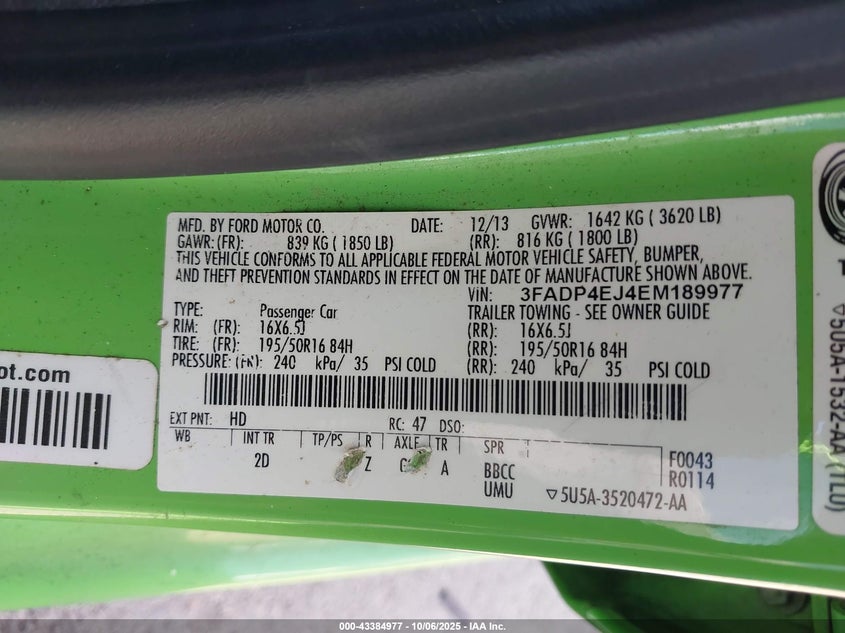 MFD. BY FORD MOTOR CO. DATE: 12/13 GVWR: 1642 KG ( 3620 LB)
GAWR: (FR) 839 KG ( 1850 LB) (RR): 816 KG ( 1800 LB)
THIS VEHICLE CONFORMS TO ALL APPLICABLE FEDERAL MOTOR VEHICLE SAFETY, BUMPER,
AND THEFT PREVENTION STANDARDS IN EFFECT ON THE DATE OF MANUFACTURE SHOWN ABOVE.
VIN: 3FADP4EJ4EM189977
TYPE: Passenger Car TRAILER TOWING - SEE OWNER GUIDE
RIM: (FR) 16X6.5J (RR): 16X6.5J
TIRE: (FR) 195/50R16 84H (RR): 195/50R16 84H
PRESSURE: (FR) 240 kPa/ 35 PSI COLD (RR) 240 kPa/ 35 PSI COLD
EXT PNT: HD RC: 47 DSO:
WB INT TR TP/PS R AXLE TR SPR
2D Z A BBCC F0043
UMU R0114
5U5A-3520472-AA
ot.com
5U5A-1532-AA (TL0)
000-43384977 - 10/06/2025 - IAA Inc.